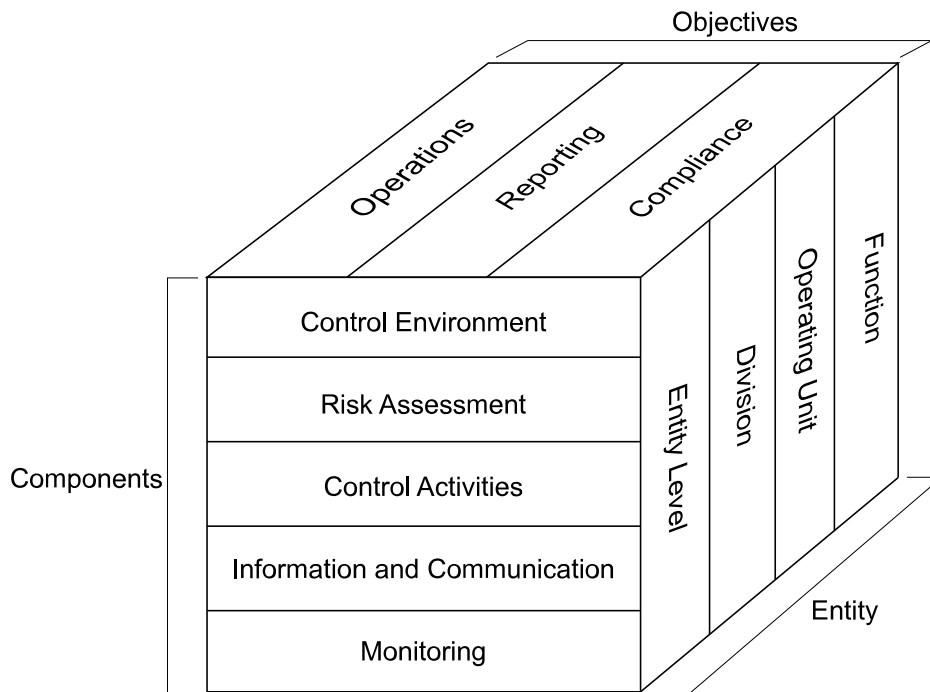 Objectives
Operations
Reporting
Compliance
Components
Control Environment
Risk Assessment
Control Activities
Information and Communication
Monitoring
Entity Level
Division
Operating Unit
Function
Entity